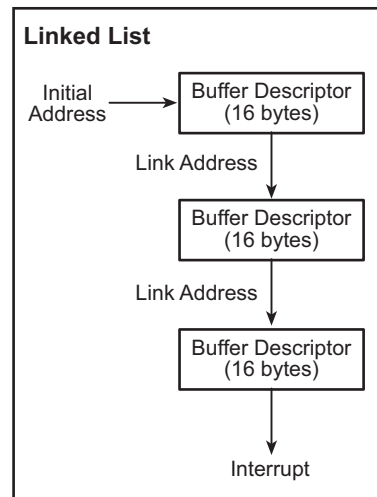 Linked List
Initial
Address
Buffer Descriptor
(16 bytes)
Link Address
Buffer Descriptor
(16 bytes)
Link Address
Buffer Descriptor
(16 bytes)
Interrupt